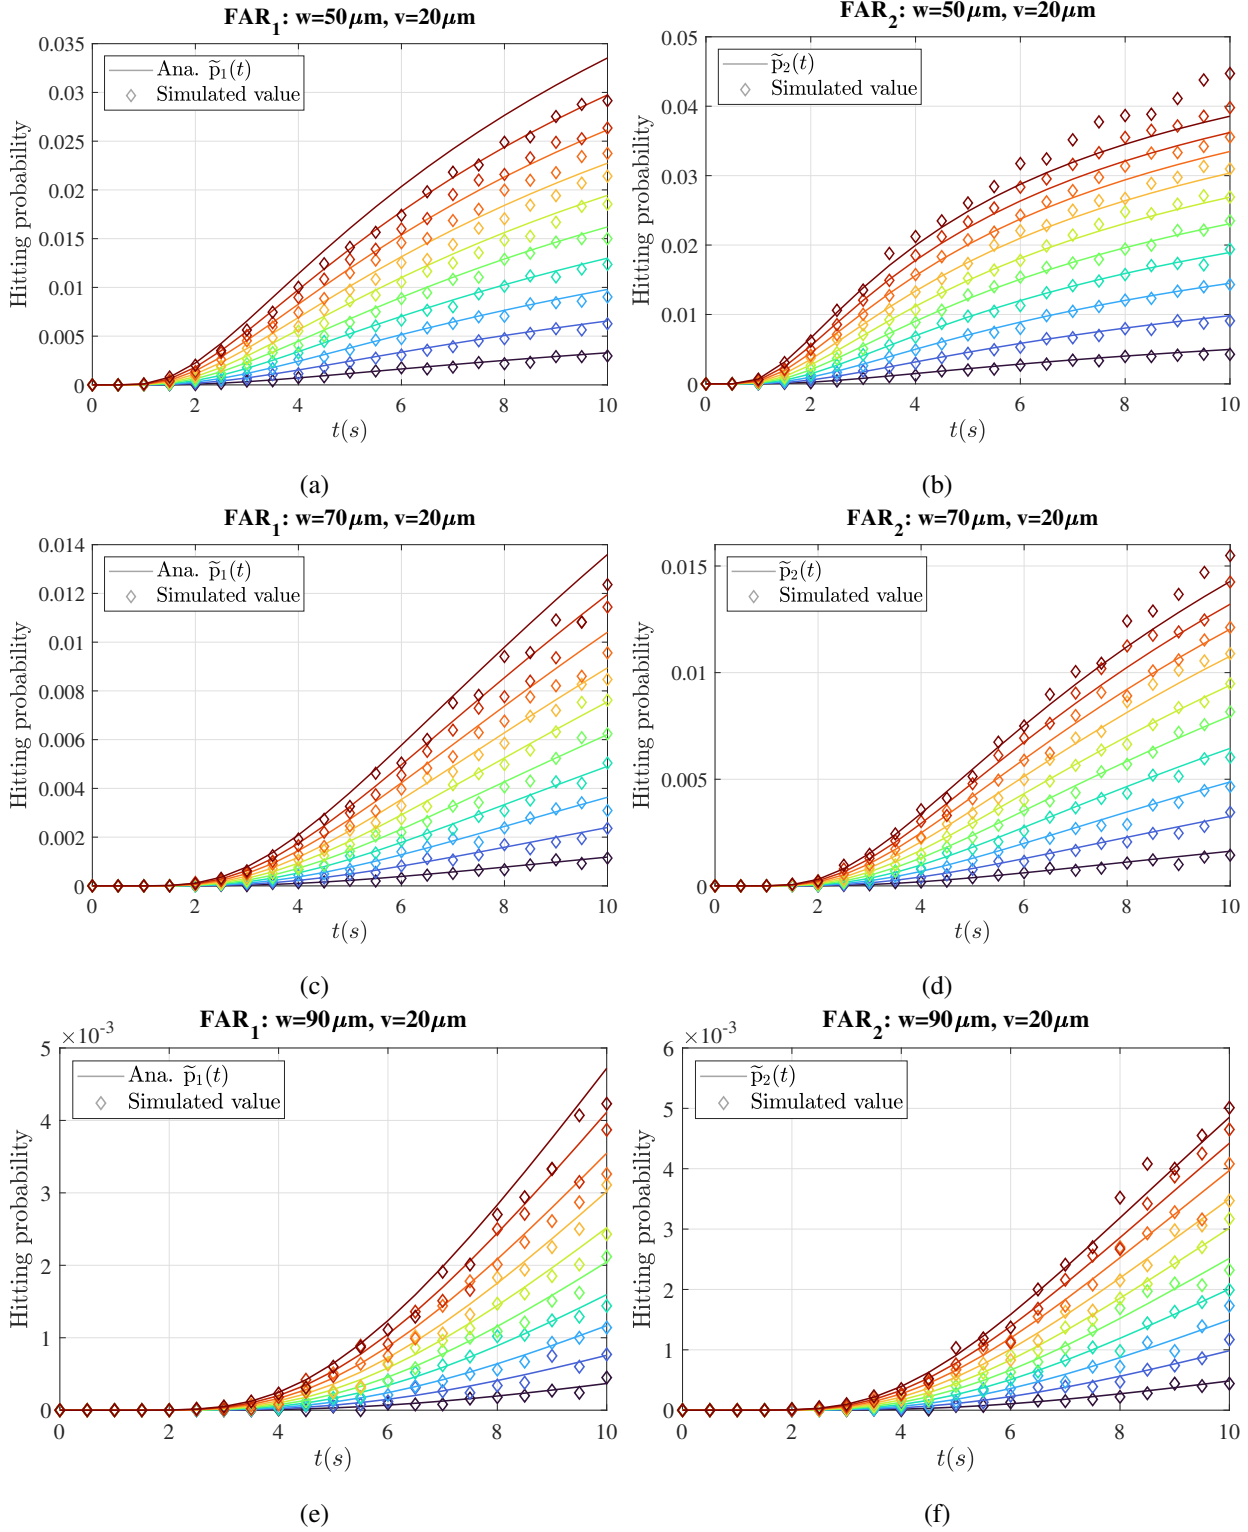 FAR₁: w=50μm, v=20μm
0.035
0.03
0.025
0.02
0.015
0.01
0.005
0
Hitting probability
Ana. p̃₁(t)
Simulated value
0 2 4 6 8 10
t(s)
(a)
FAR₂: w=50μm, v=20μm
0.05
0.04
0.03
0.02
0.01
0
Hitting probability
p̃₂(t)
Simulated value
0 2 4 6 8 10
t(s)
(b)
FAR₁: w=70μm, v=20μm
0.014
0.012
0.01
0.008
0.006
0.004
0.002
0
Hitting probability
Ana. p̃₁(t)
Simulated value
0 2 4 6 8 10
t(s)
(c)
FAR₂: w=70μm, v=20μm
0.015
0.01
0.005
0
Hitting probability
p̃₂(t)
Simulated value
0 2 4 6 8 10
t(s)
(d)
FAR₁: w=90μm, v=20μm
×10⁻³
5
4
3
2
1
0
Hitting probability
Ana. p̃₁(t)
Simulated value
0 2 4 6 8 10
t(s)
(e)
FAR₂: w=90μm, v=20μm
×10⁻³
6
5
4
3
2
1
0
Hitting probability
p̃₂(t)
Simulated value
0 2 4 6 8 10
t(s)
(f)